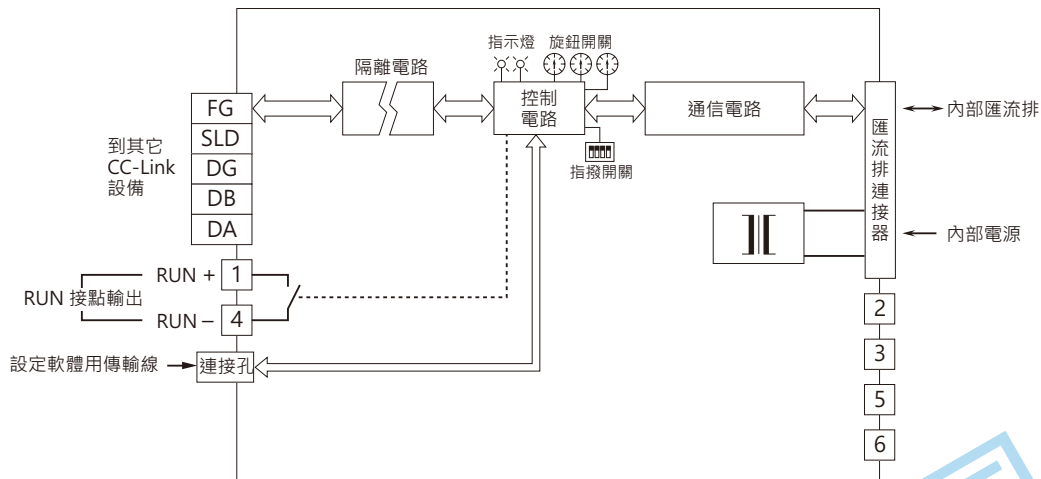 指示燈
旋鈕開關
隔離電路
控制
電路
通信電路
匯流排連接器
內部匯流排
內部電源
指撥開關
到其它
CC-Link
設備
FG
SLD
DG
DB
DA
RUN +
1
RUN 接點輸出
RUN –
4
設定軟體用傳輸線
連接孔
2
3
5
6